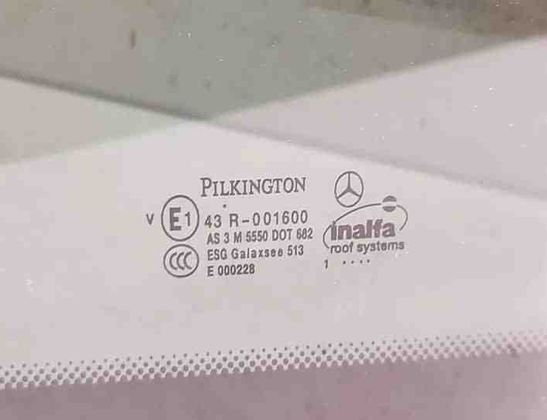 PILKINGTON
V E1 43 R-001600
AS 3 M 5550 DOT 682
CCC ESG Galaxsee 513
E 000228
inalfa
roof systems
1 ....